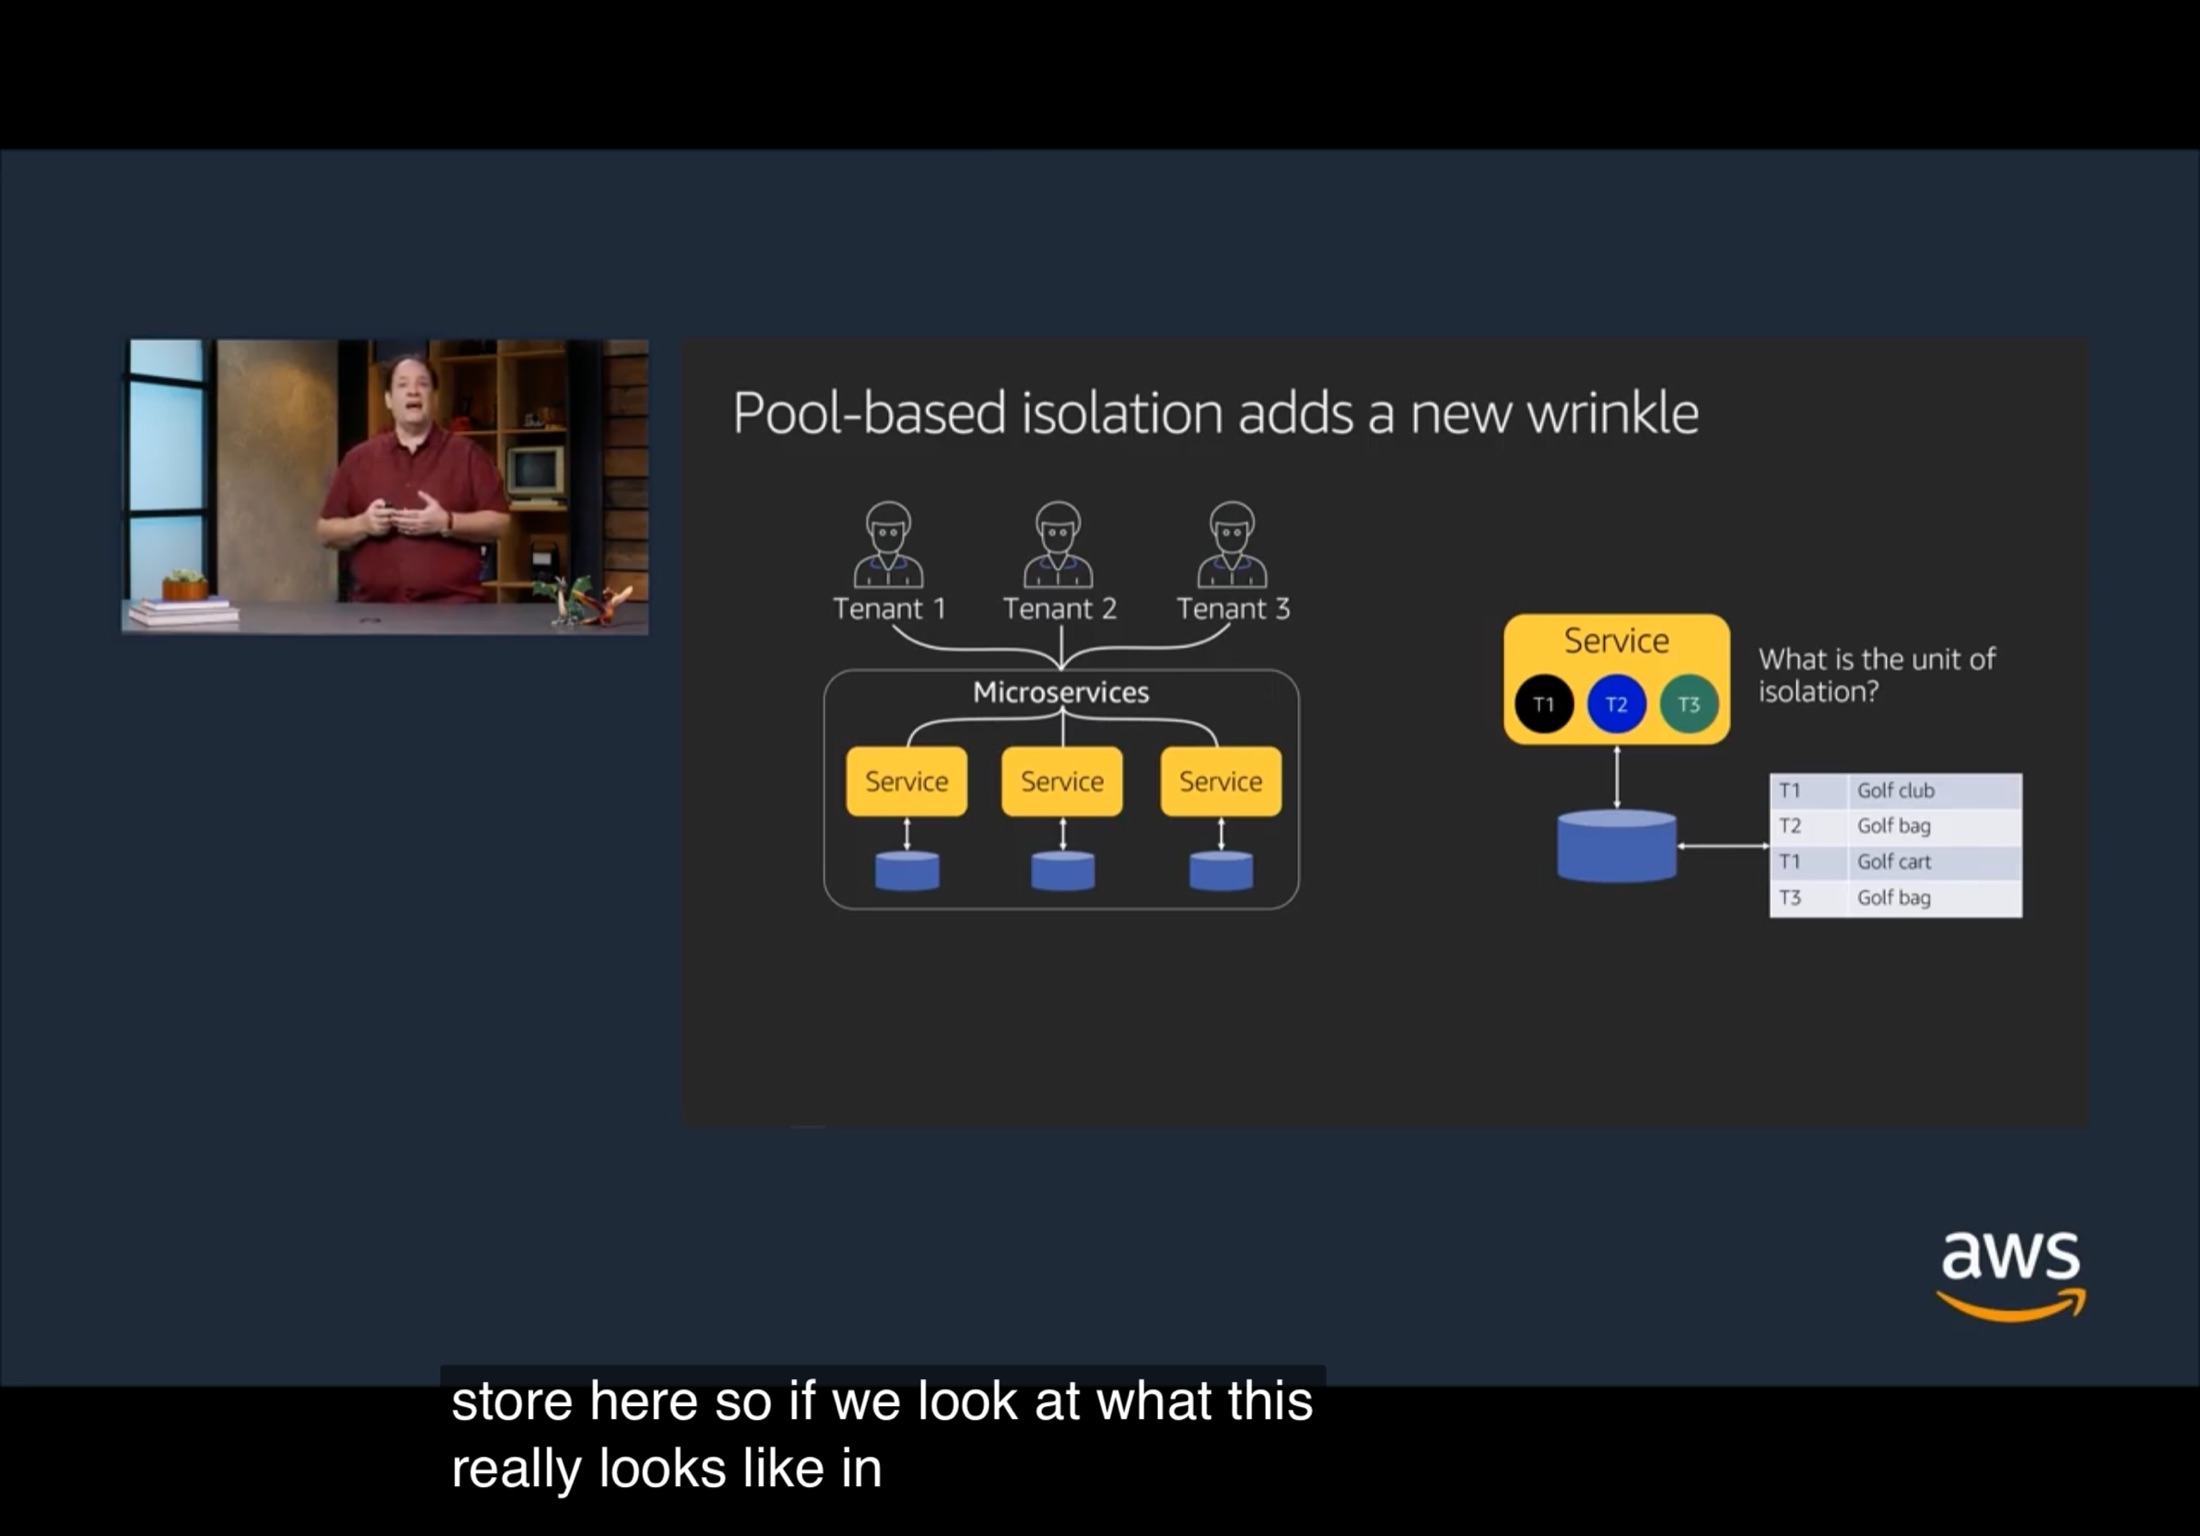 Pool-based isolation adds a new wrinkle
Tenant 1
Tenant 2
Tenant 3
Microservices
Service
Service
Service
Service
T1
T2
T3
What is the unit of
isolation?
T1 Golf club
T2 Golf bag
T1 Golf cart
T3 Golf bag
aws
store here so if we look at what this
really looks like in